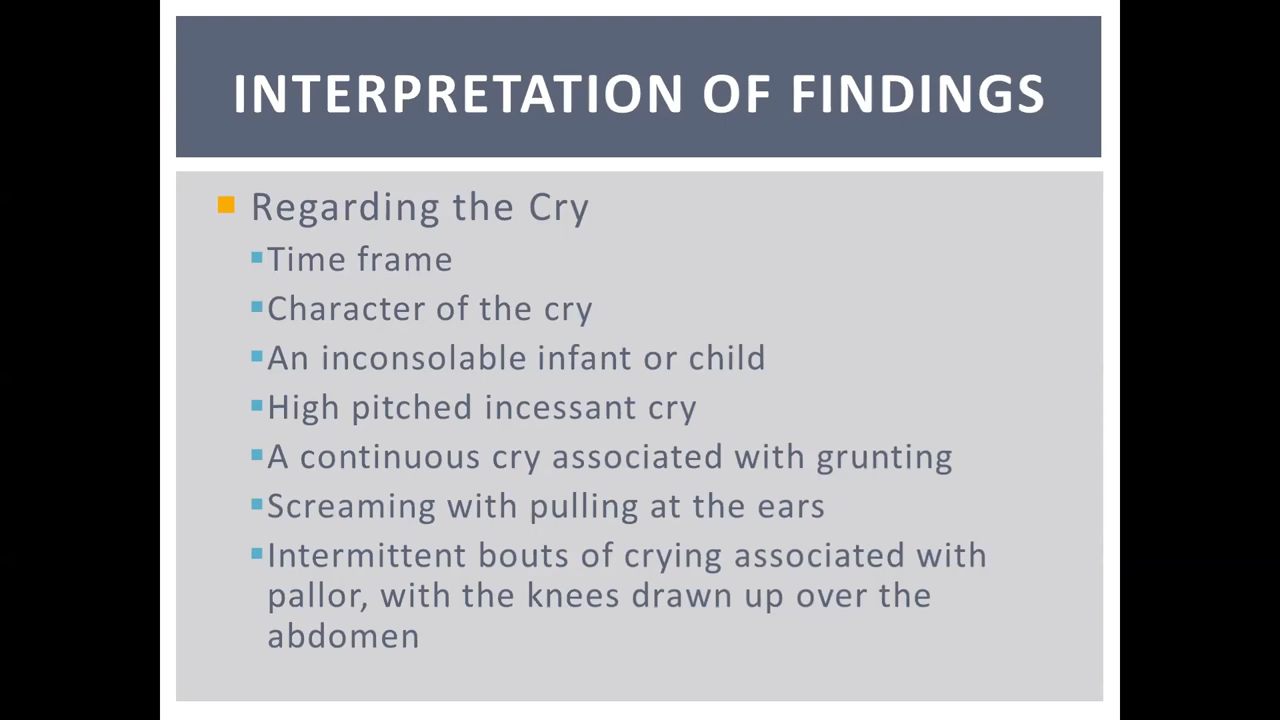 INTERPRETATION OF FINDINGS
Regarding the Cry
Time frame
Character of the cry
An inconsolable infant or child
High pitched incessant cry
A continuous cry associated with grunting
Screaming with pulling at the ears
Intermittent bouts of crying associated with
pallor, with the knees drawn up over the
abdomen